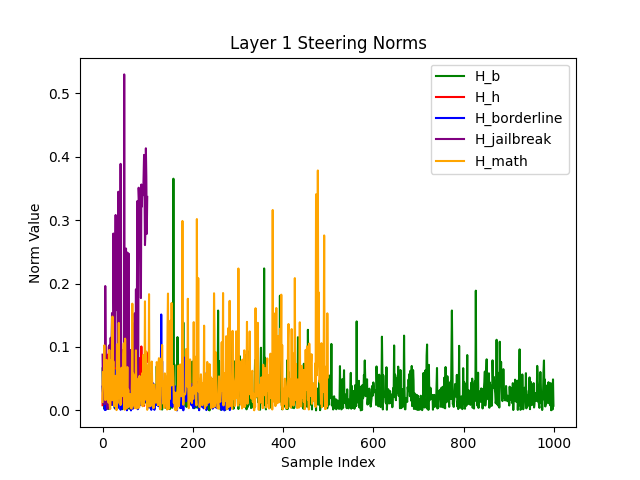 Layer 1 Steering Norms
H_b
H_h
H_borderline
H_jailbreak
H_math
Norm Value
0.5
0.4
0.3
0.2
0.1
0.0
0 200 400 600 800 1000
Sample Index